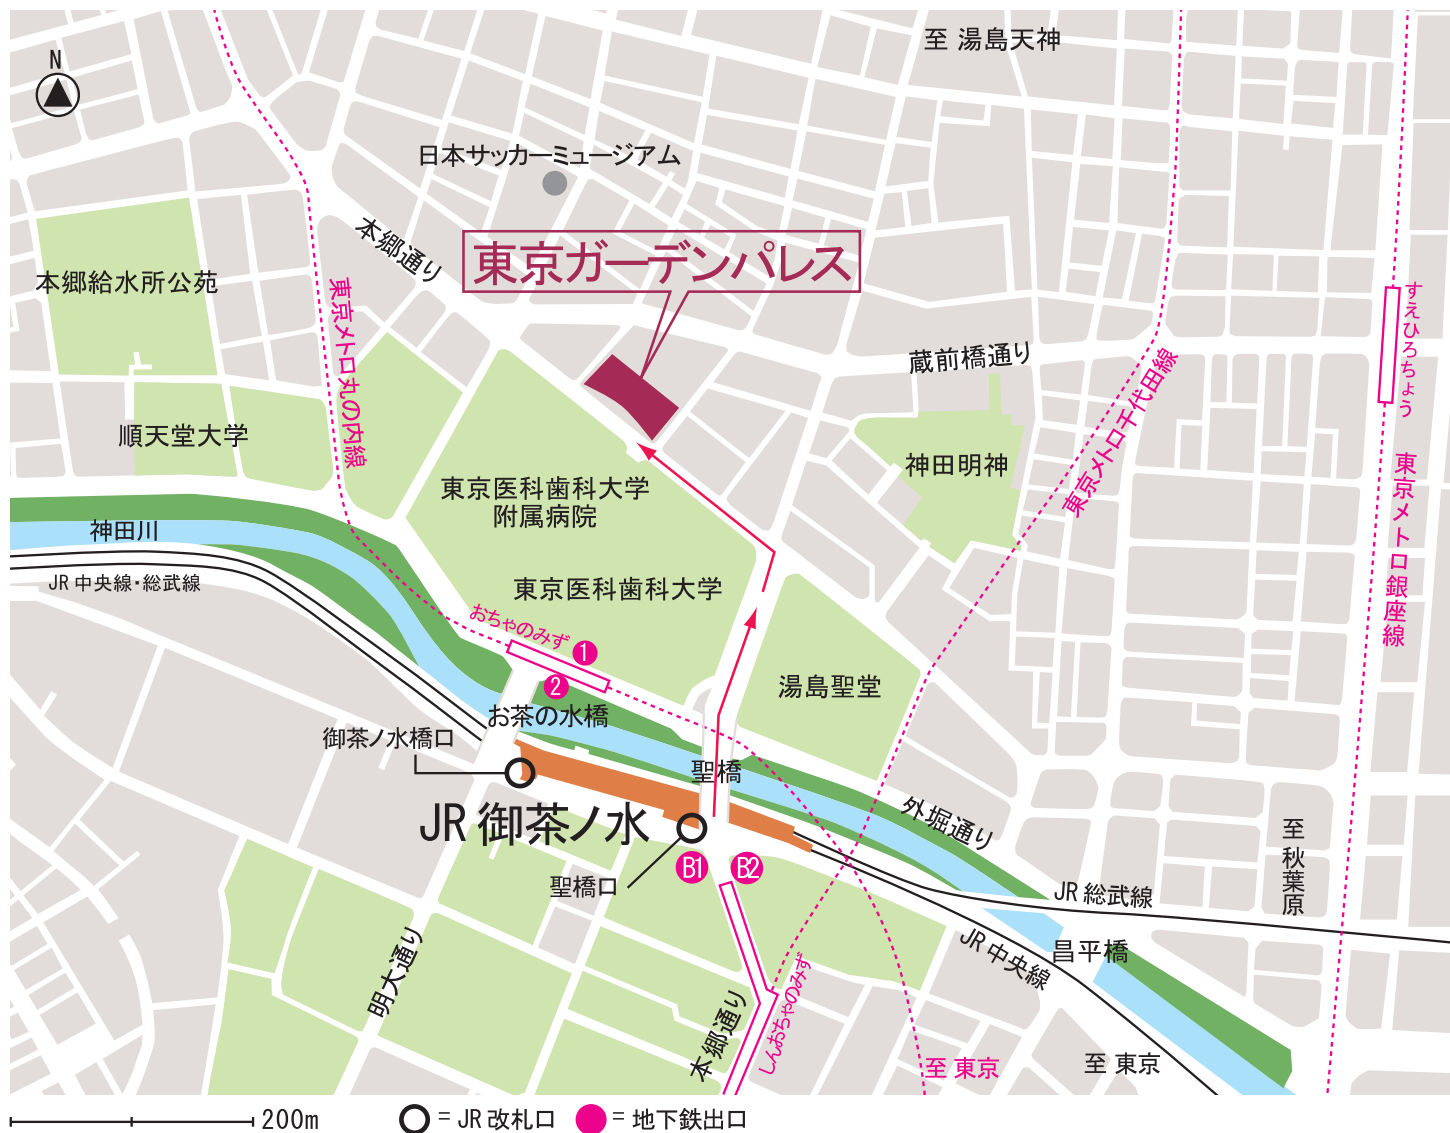 N
至 湯島天神
日本サッカーミュージアム
本郷通り
東京ガーデンパレス
本郷給水所公苑
東京メトロ丸の内線
すえひろちょう
蔵前橋通り
東京メトロ千代田線
順天堂大学
神田明神
東京メトロ銀座線
東京医科歯科大学
附属病院
神田川
JR 中央線・総武線
東京医科歯科大学
おちゃのみず
1
2
湯島聖堂
お茶の水橋
御茶ノ水橋口
聖橋
JR 御茶ノ水
外堀通り
至 秋葉原
B1
B2
聖橋口
JR 総武線
明大通り
JR 中央線
昌平橋
本郷通り
しんおちゃのみず
至 東京
至 東京
200m
= JR 改札口
= 地下鉄出口